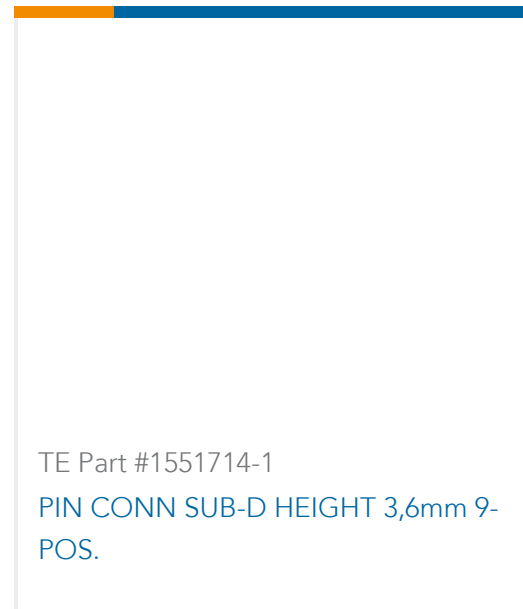 TE Part #1551714-1
PIN CONN SUB-D HEIGHT 3,6mm 9-
POS.